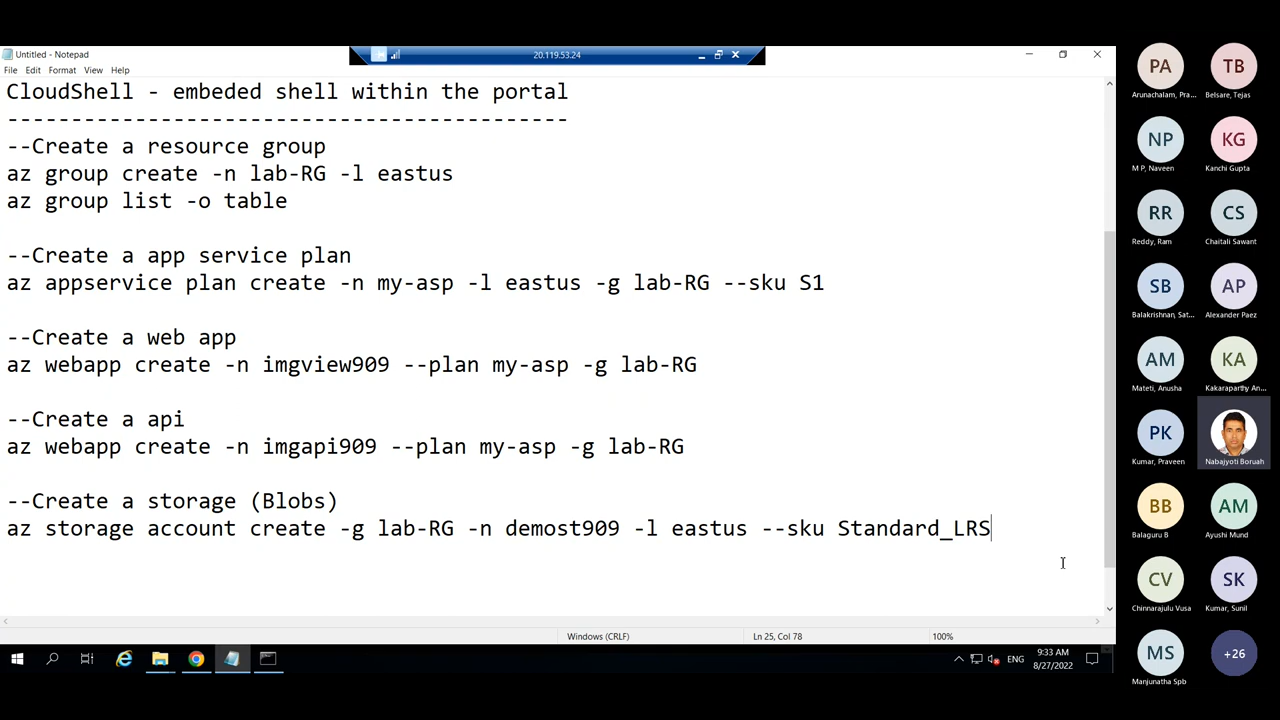 Untitled - Notepad
20.119.53.24
File Edit Format View Help
CloudShell - embeded shell within the portal
--------------------------------------------
--Create a resource group
az group create -n lab-RG -l eastus
az group list -o table
--Create a app service plan
az appservice plan create -n my-asp -l eastus -g lab-RG --sku S1
--Create a web app
az webapp create -n imgview909 --plan my-asp -g lab-RG
--Create a api
az webapp create -n imgapi909 --plan my-asp -g lab-RG
--Create a storage (Blobs)
az storage account create -g lab-RG -n demost909 -l eastus --sku Standard_LRS
Windows (CRLF)
Ln 25, Col 78
100%
ENG
9:33 AM
8/27/2022
PA
Arunachalam, Pra...
TB
Belsare, Tejas
NP
M P, Naveen
KG
Kanchi Gupta
RR
Reddy, Ram
CS
Chaitali Sawant
SB
Balakrishnan, Sat...
AP
Alexander Paez
AM
Mateti, Anusha
KA
Kakaraparthy An...
PK
Kumar, Praveen
Nabajyoti Boruah
BB
Balaguru B
AM
Ayushi Mund
CV
Chinnarajulu Vusa
SK
Kumar, Sunil
MS
Manjunatha Spb
+26